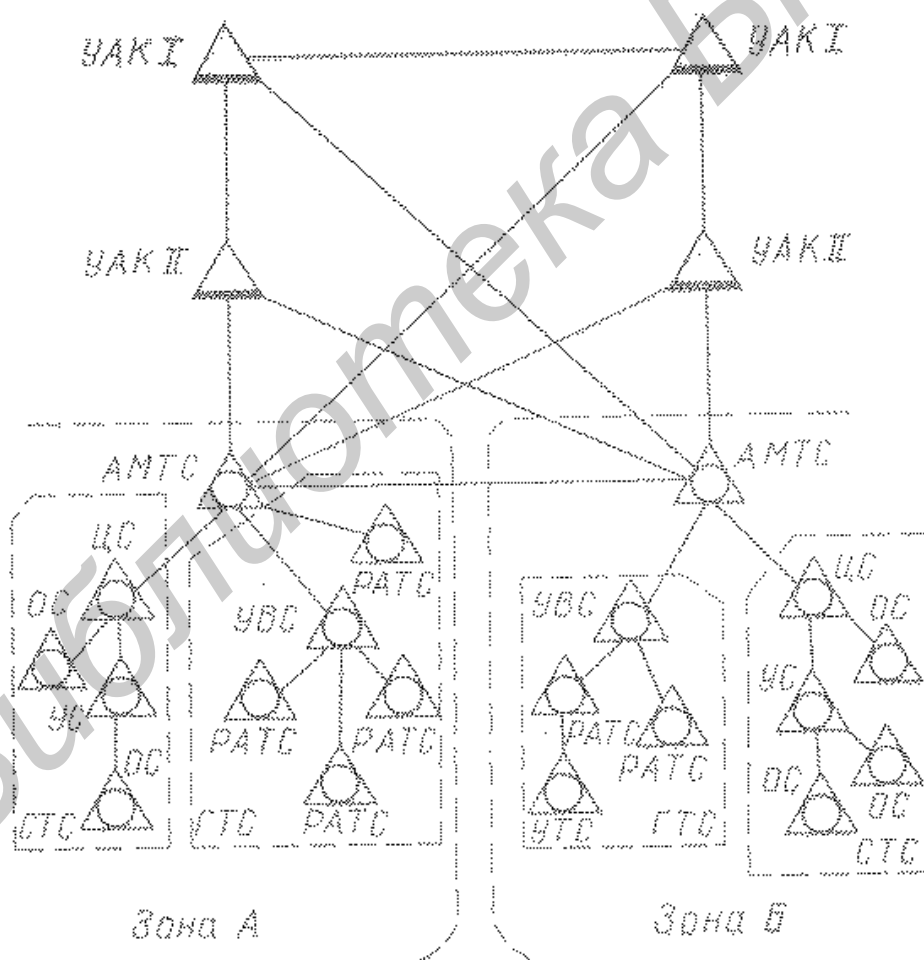 УАК I
УАК I
УАК II
УАК II
АМТС
АМТС
ЦС
РАТС
ЦС
ОС
УВС
УВС
ОС
УС
УС
РАТС
РАТС
РАТС
РАТС
ОС
ОС
ОС
СТС
ГТС
РАТС
УТС
ГТС
СТС
Зона А
Зона Б
библиотека